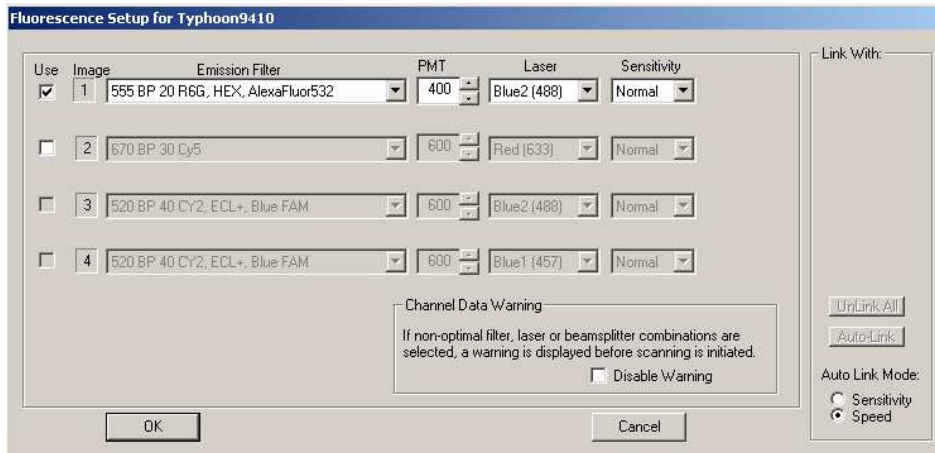 Fluorescence Setup for Typhoon9410
Use Image Emission Filter PMT Laser Sensitivity
1 555 BP 20 R6G, HEX, AlexaFluor532 400 Blue2 (488) Normal
2 670 BP 30 Cy5 600 Red (633) Normal
3 520 BP 40 CY2, ECL+, Blue FAM 600 Blue2 (488) Normal
4 520 BP 40 CY2, ECL+, Blue FAM 600 Blue1 (457) Normal
Channel Data Warning
If non-optimal filter, laser or beamsplitter combinations are
selected, a warning is displayed before scanning is initiated.
Disable Warning
OK
Cancel
Link With:
UnLink All
Auto-Link
Auto Link Mode:
Sensitivity
Speed